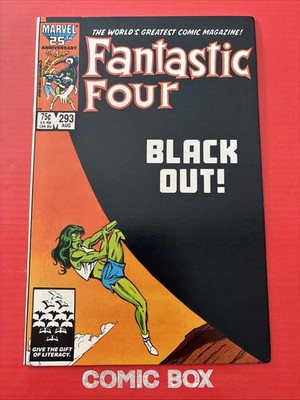 MARVEL
25TH
ANNIVERSARY
THE WORLD'S GREATEST COMIC MAGAZINE!
Fantastic
Four
75¢
293
AUG
BLACK
OUT!
GIVE THE GIFT
OF LITERACY.
COMIC BOX